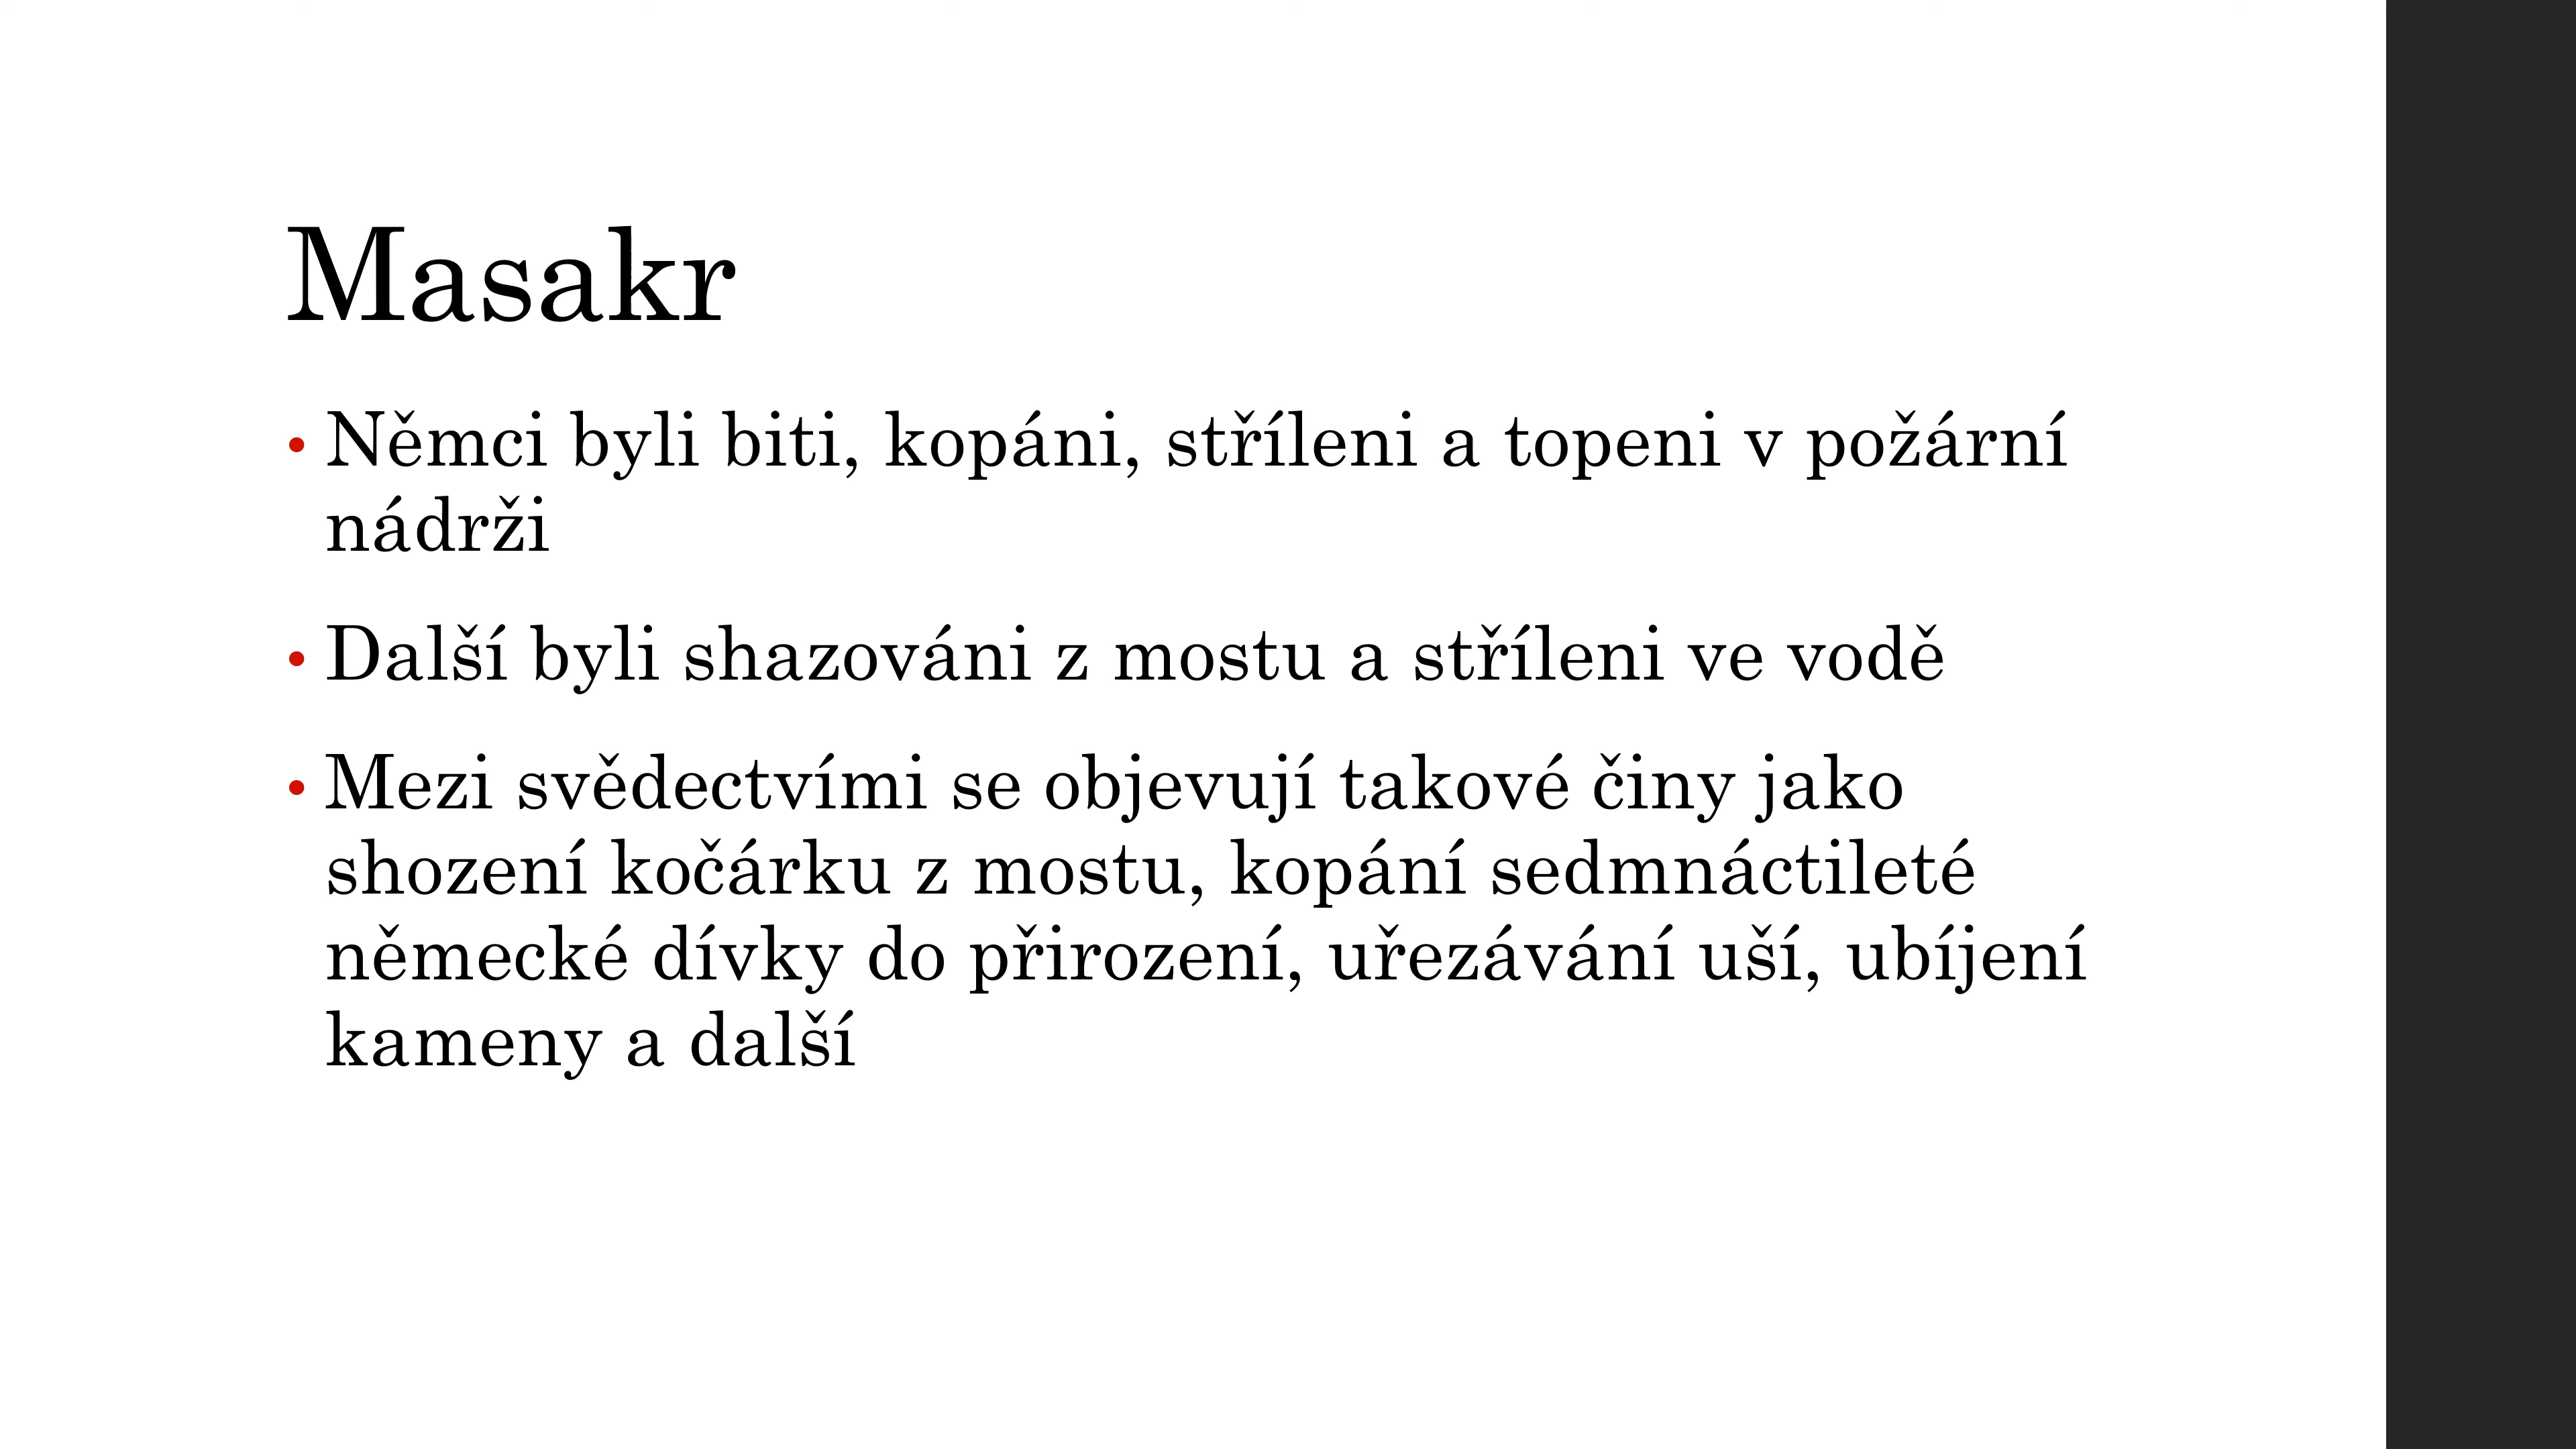 Masakr
• Němci byli biti, kopáni, stříleni a topeni v požární
nádrži
• Další byli shazováni z mostu a stříleni ve vodě
• Mezi svědectvími se objevují takové činy jako
shození kočárku z mostu, kopání sedmnáctileté
německé dívky do přirození, uřezávání uší, ubíjení
kameny a další